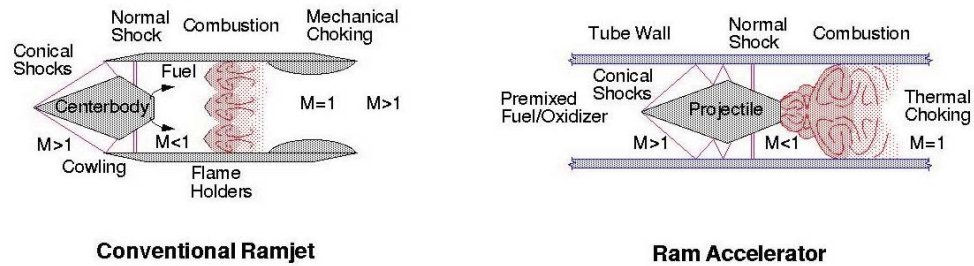 Conical
Shocks
Normal
Shock
Combustion
Mechanical
Choking
Fuel
Centerbody
M>1
M<1
M=1
M>1
Cowling
Flame
Holders
Conventional Ramjet
Tube Wall
Normal
Shock
Combustion
Conical
Shocks
Premixed
Fuel/Oxidizer
Projectile
Thermal
Choking
M>1
M<1
M=1
Ram Accelerator